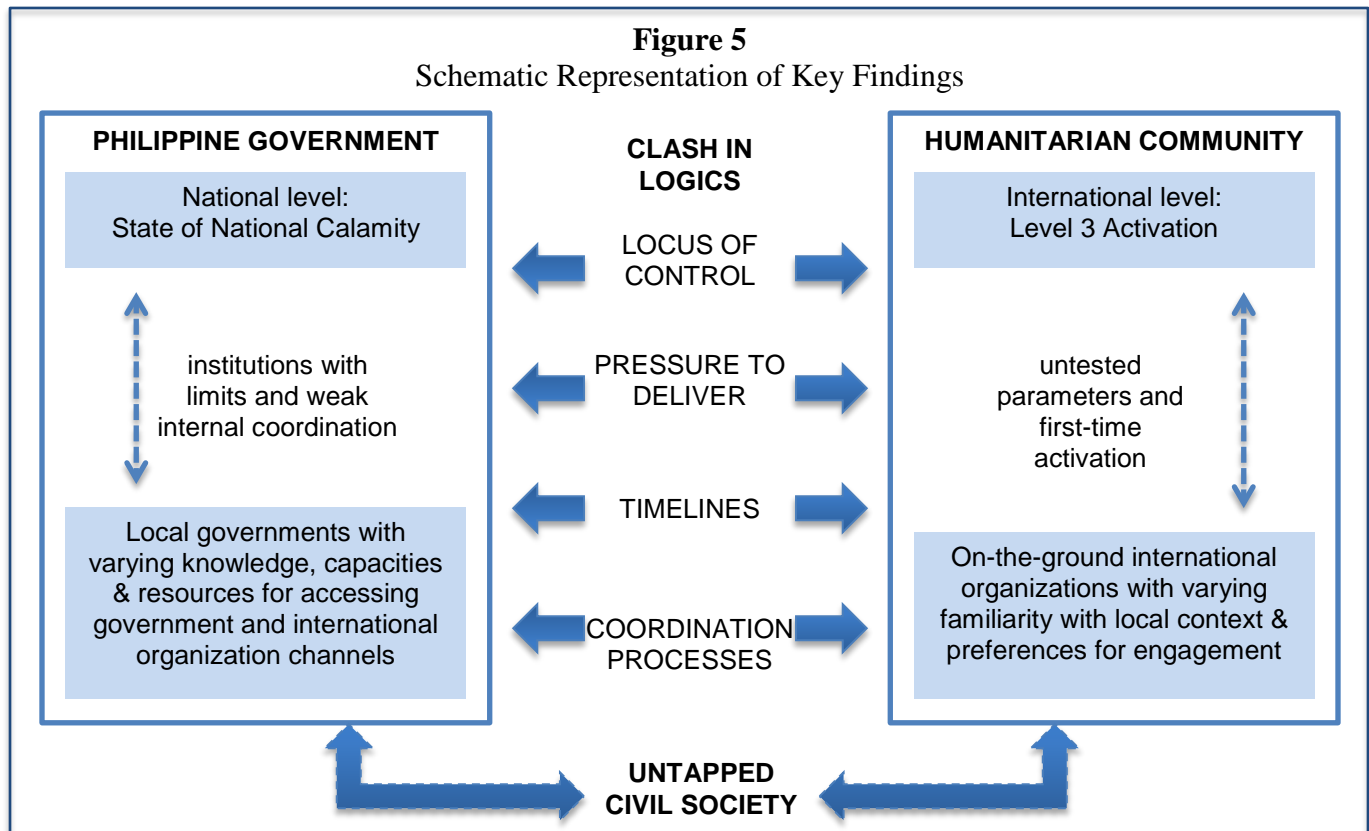 Figure 5
Schematic Representation of Key Findings
PHILIPPINE GOVERNMENT
National level:
State of National Calamity
institutions with
limits and weak
internal coordination
Local governments with
varying knowledge, capacities
& resources for accessing
government and international
organization channels
CLASH IN
LOGICS
LOCUS OF
CONTROL
PRESSURE TO
DELIVER
TIMELINES
COORDINATION
PROCESSES
HUMANITARIAN COMMUNITY
International level:
Level 3 Activation
untested
parameters and
first-time
activation
On-the-ground international
organizations with varying
familiarity with local context &
preferences for engagement
UNTAPPED
CIVIL SOCIETY